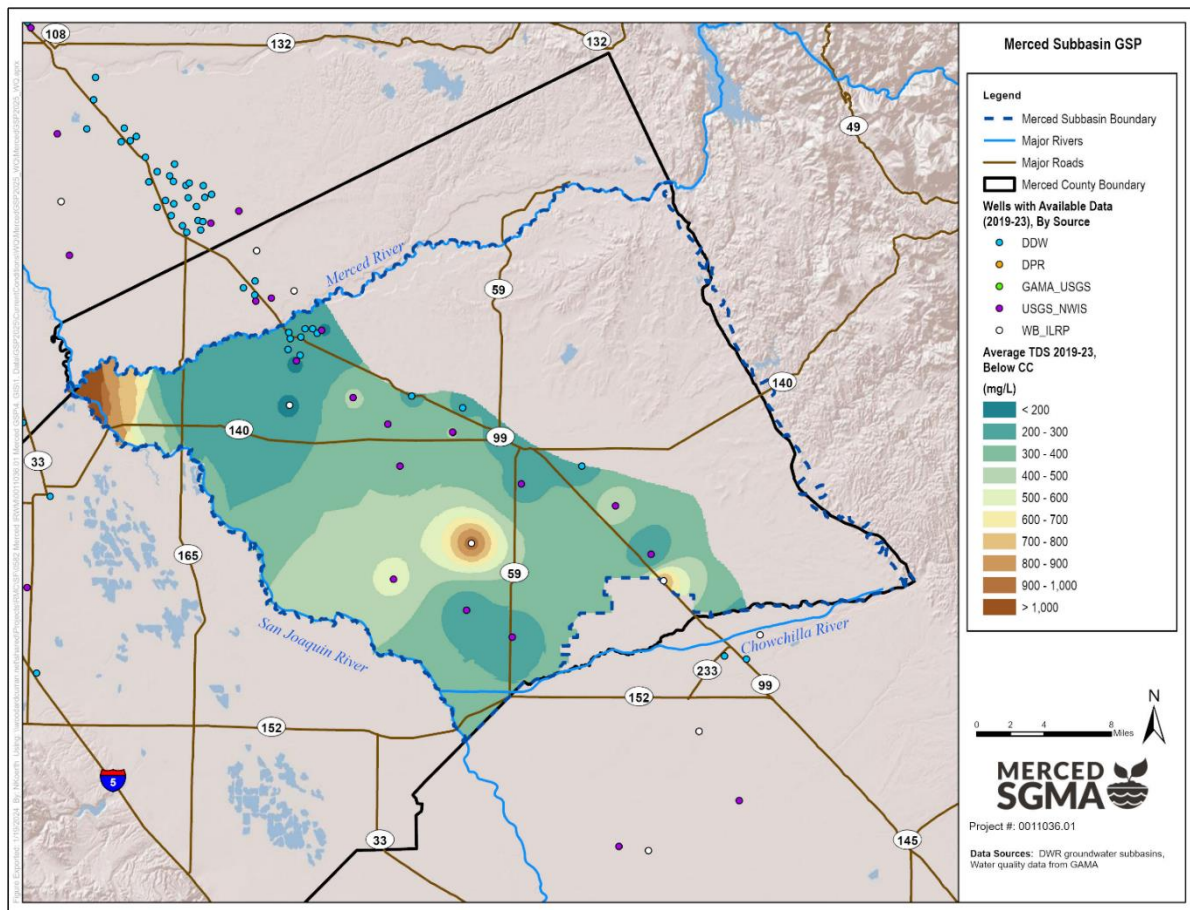 108
132
132
49
Merced River
59
140
140
99
33
165
59
San Joaquin River
Chowchilla River
233
152
99
152
5
33
145
Merced Subbasin GSP
Legend
Merced Subbasin Boundary
Major Rivers
Major Roads
Merced County Boundary
Wells with Available Data
(2019-23), By Source
DDW
DPR
GAMA_USGS
USGS_NWIS
WB_ILRP
Average TDS 2019-23,
Below CC
(mg/L)
< 200
200 - 300
300 - 400
400 - 500
500 - 600
600 - 700
700 - 800
800 - 900
900 - 1,000
> 1,000
N
0 2 4 8
Miles
MERCED
SGMA
Project #: 0011036.01
Data Sources: DWR groundwater subbasins,
Water quality data from GAMA